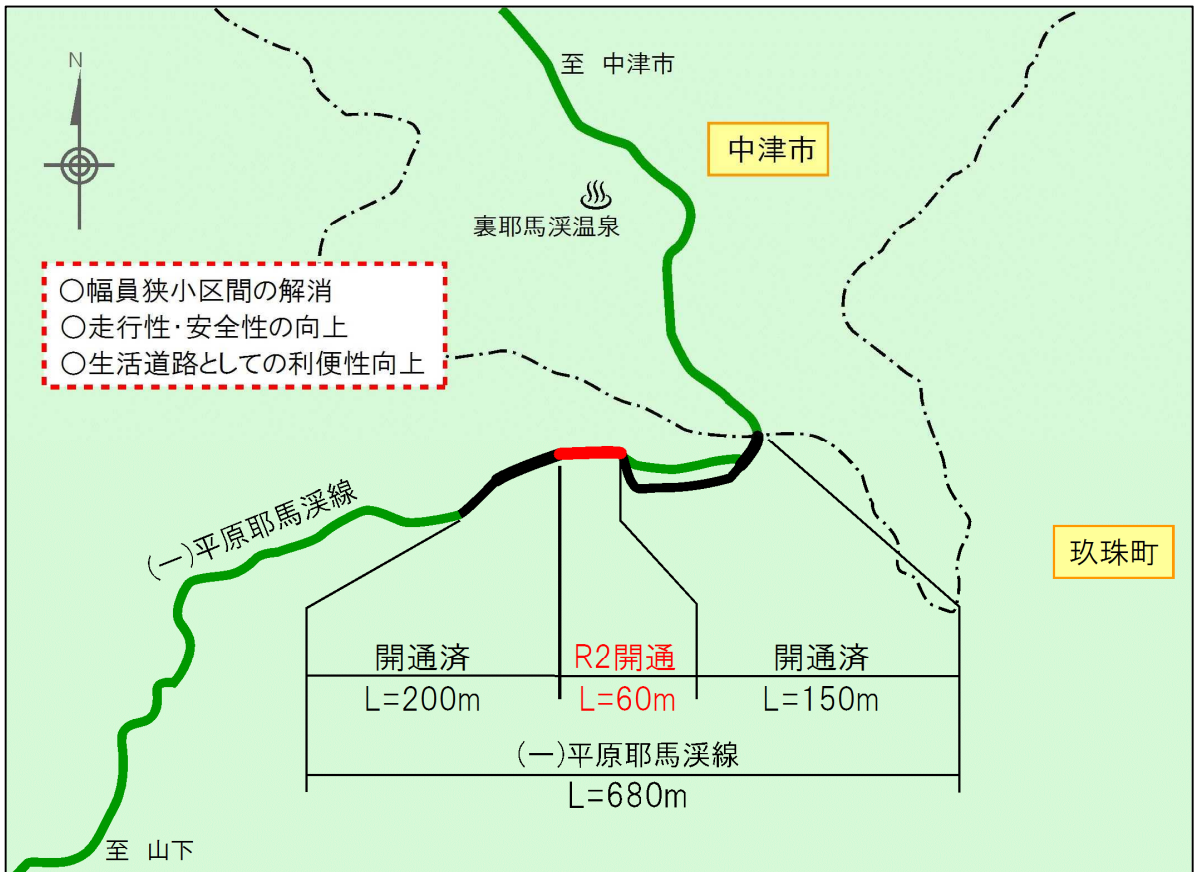 N
至 中津市
中津市
裏耶馬渓温泉
○幅員狭小区間の解消
○走行性・安全性の向上
○生活道路としての利便性向上
(一)平原耶馬渓線
玖珠町
開通済
L=200m
R2開通
L=60m
開通済
L=150m
(一)平原耶馬渓線
L=680m
至 山下